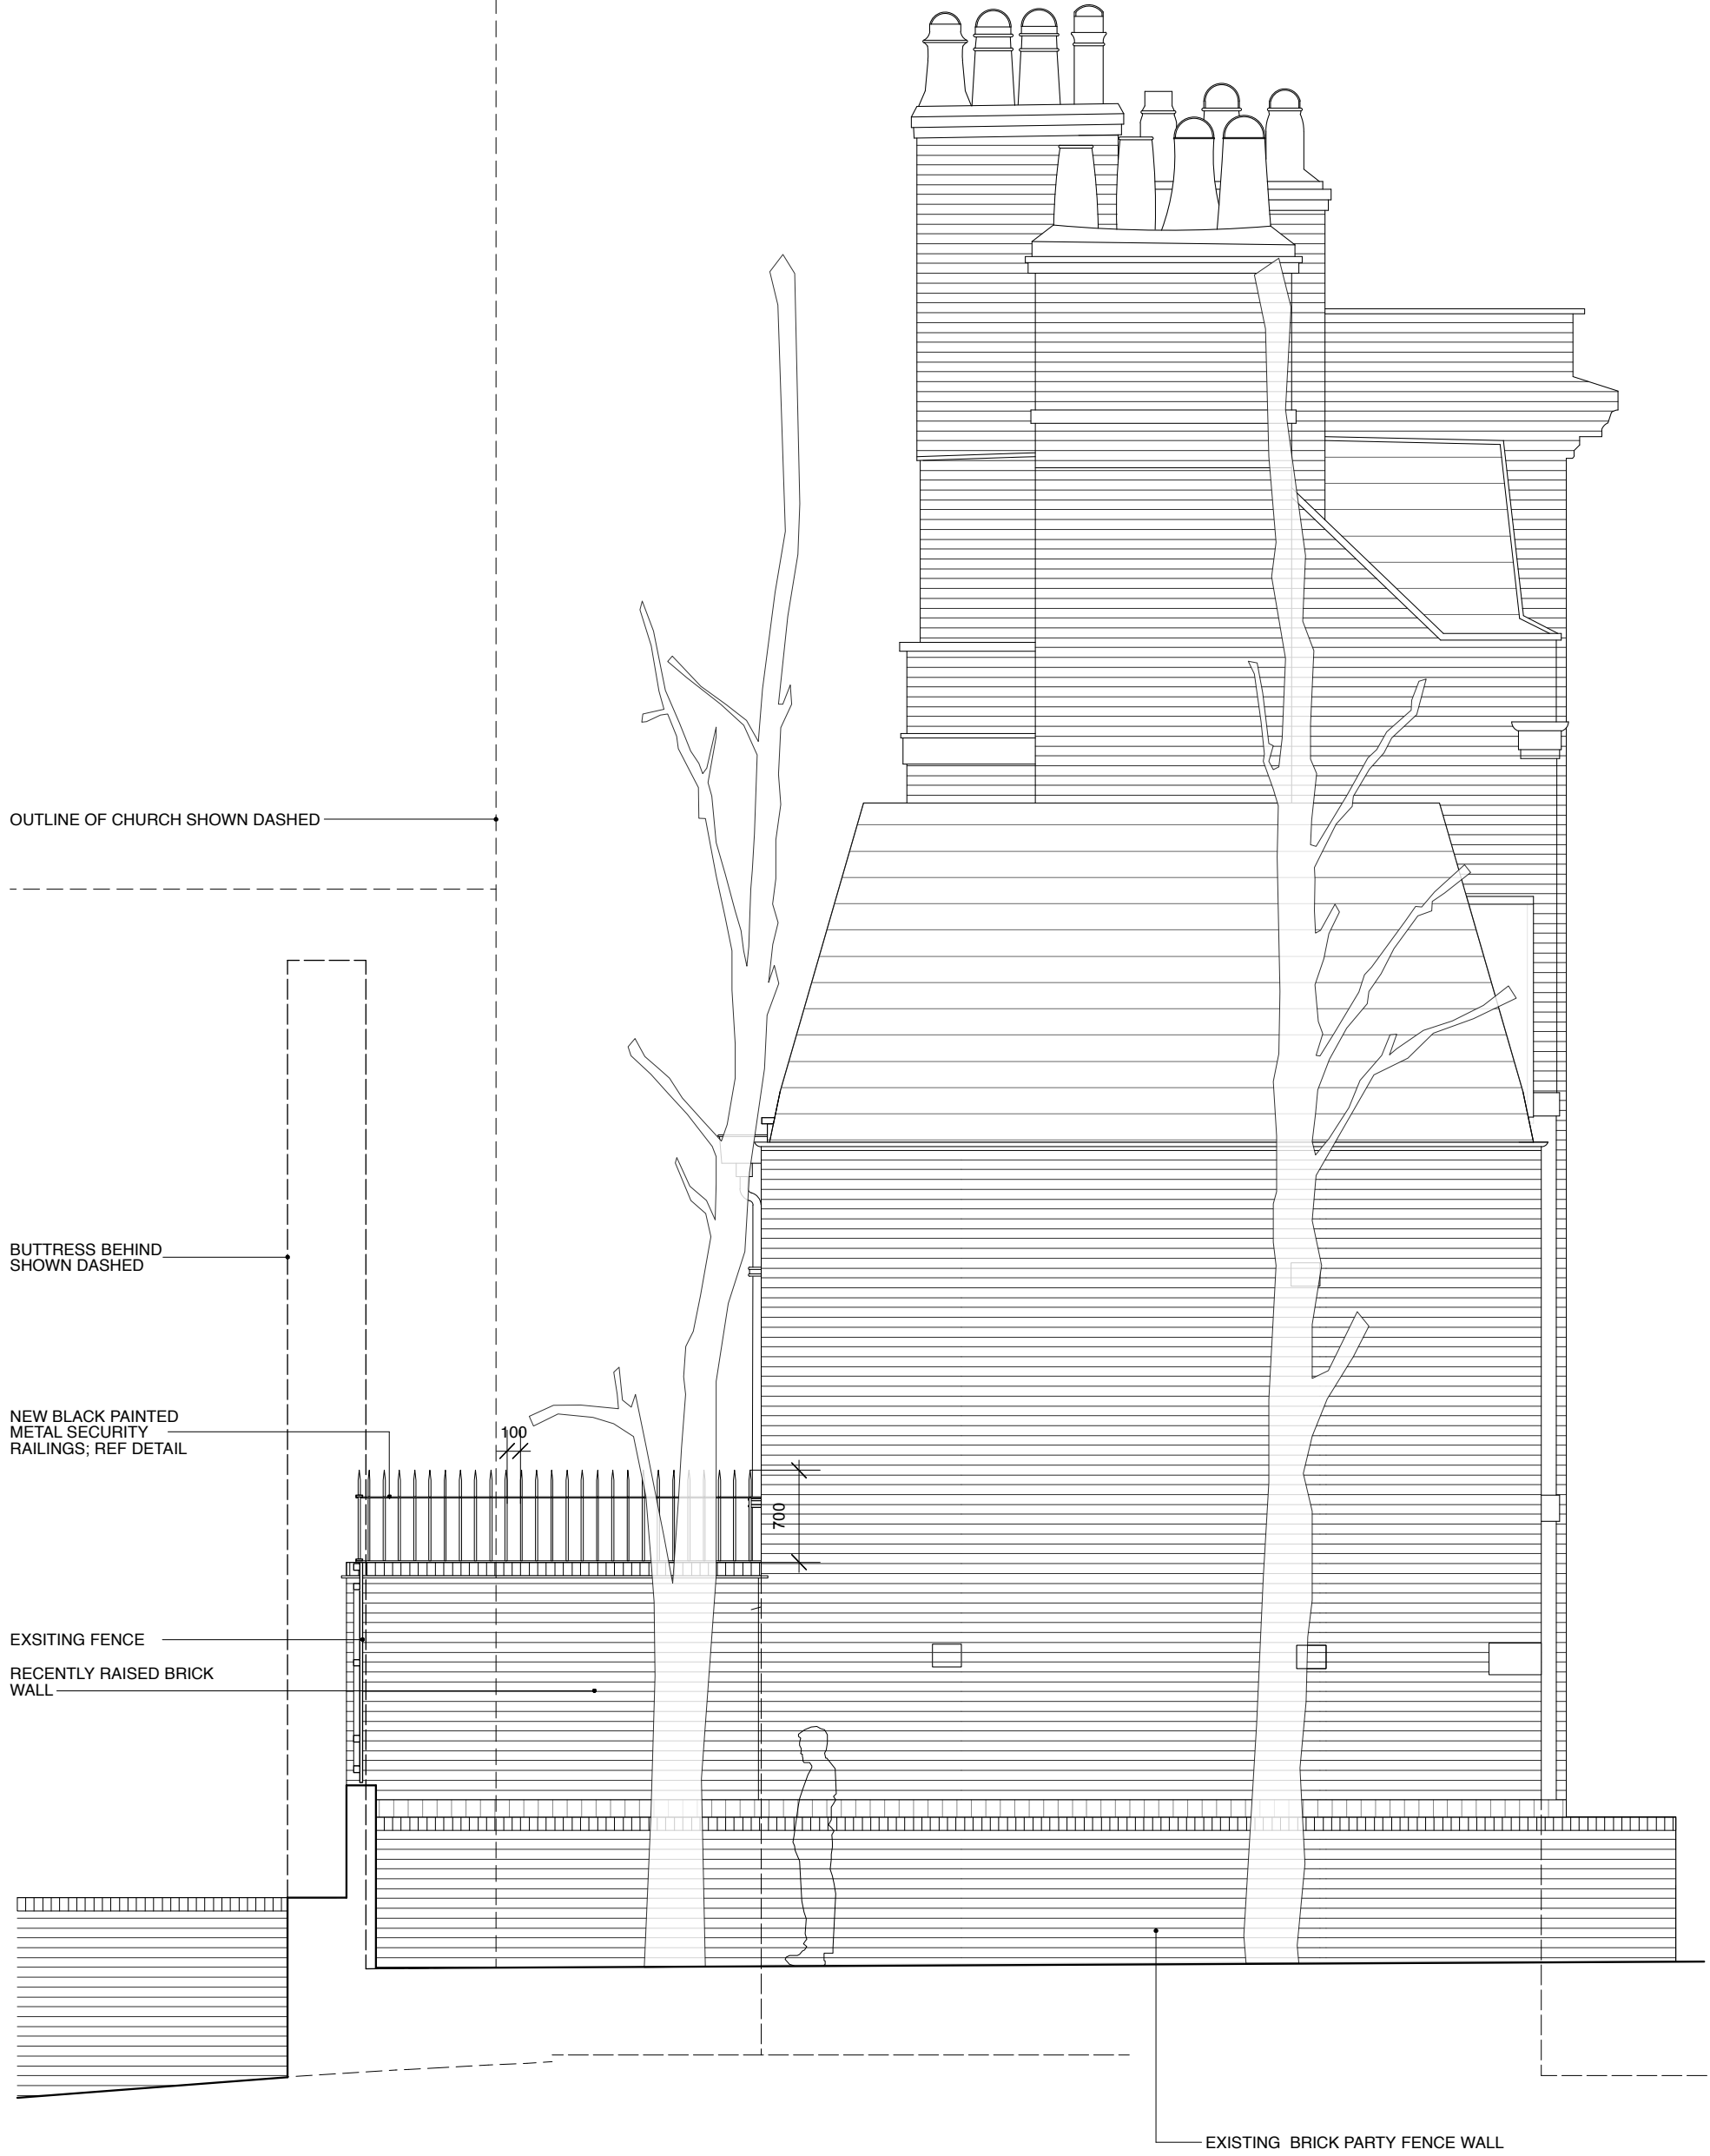 OUTLINE OF CHURCH SHOWN DASHED
BUTTRESS BEHIND
SHOWN DASHED
NEW BLACK PAINTED
METAL SECURITY
RAILINGS; REF DETAIL
100
700
EXSITING FENCE
RECENTLY RAISED BRICK
WALL
EXISTING BRICK PARTY FENCE WALL